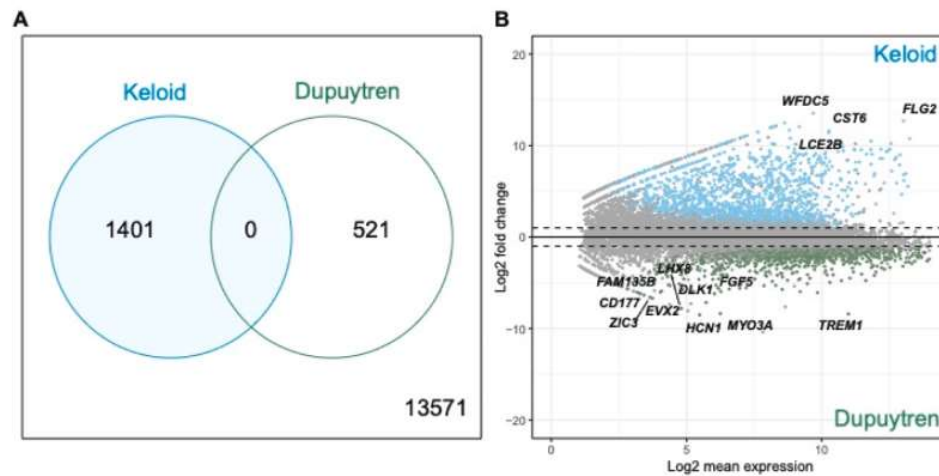 A
Keloid
Dupuytren
1401
0
521
13571
B
Keloid
20
10
0
−10
−20
Log2 fold change
WFDC5
FLG2
CST6
LCE2B
LHX8
FAM135B
FGF5
DLK1
CD177
EVX2
ZIC3
HCN1
MYO3A
TREM1
Dupuytren
0
5
10
Log2 mean expression